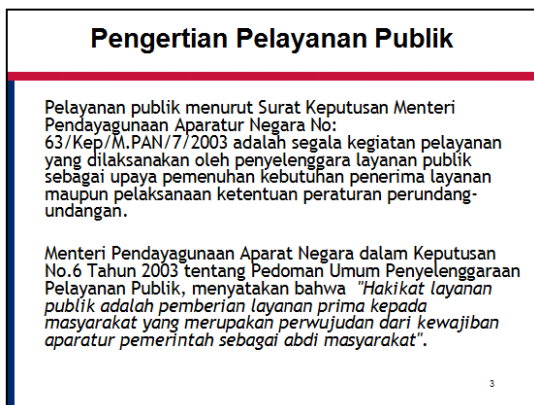 Pengertian Pelayanan Publik
Pelayanan publik menurut Surat Keputusan Menteri
Pendayagunaan Aparatur Negara No:
63/Kep/M.PAN/7/2003 adalah segala kegiatan pelayanan
yang dilaksanakan oleh penyelenggara layanan publik
sebagai upaya pemenuhan kebutuhan penerima layanan
maupun pelaksanaan ketentuan peraturan perundang-
undangan.
Menteri Pendayagunaan Aparat Negara dalam Keputusan
No.6 Tahun 2003 tentang Pedoman Umum Penyelenggaraan
Pelayanan Publik, menyatakan bahwa "Hakikat layanan
publik adalah pemberian layanan prima kepada
masyarakat yang merupakan perwujudan dari kewajiban
aparatur pemerintah sebagai abdi masyarakat".
3